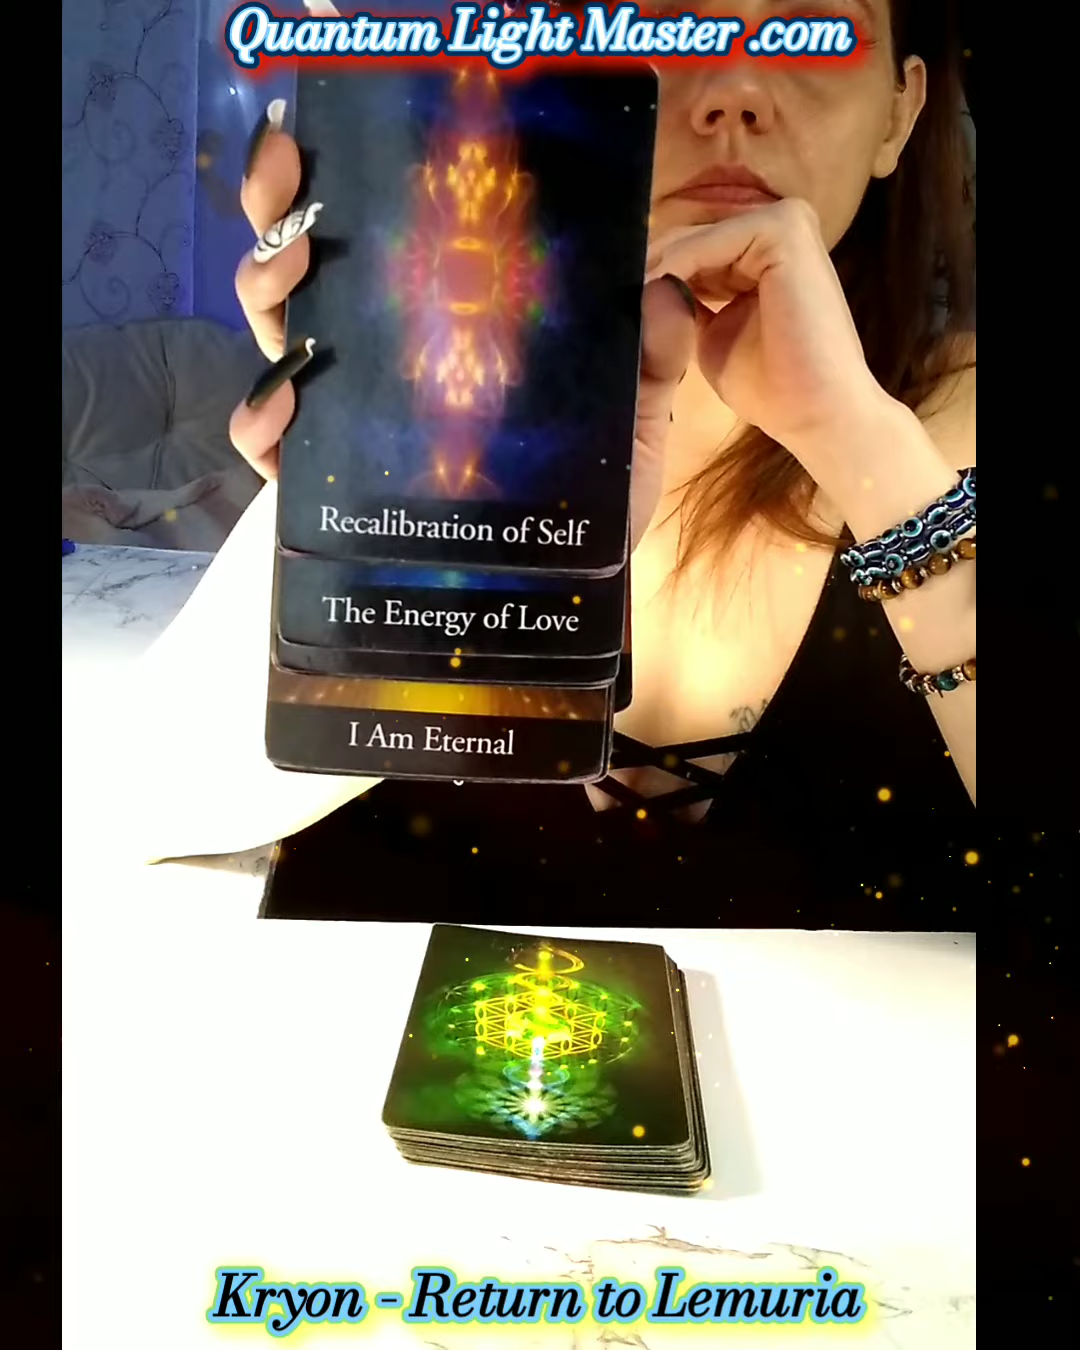 Quantum Light Master .com
Recalibration of Self
The Energy of Love
I Am Eternal
Kryon - Return to Lemuria